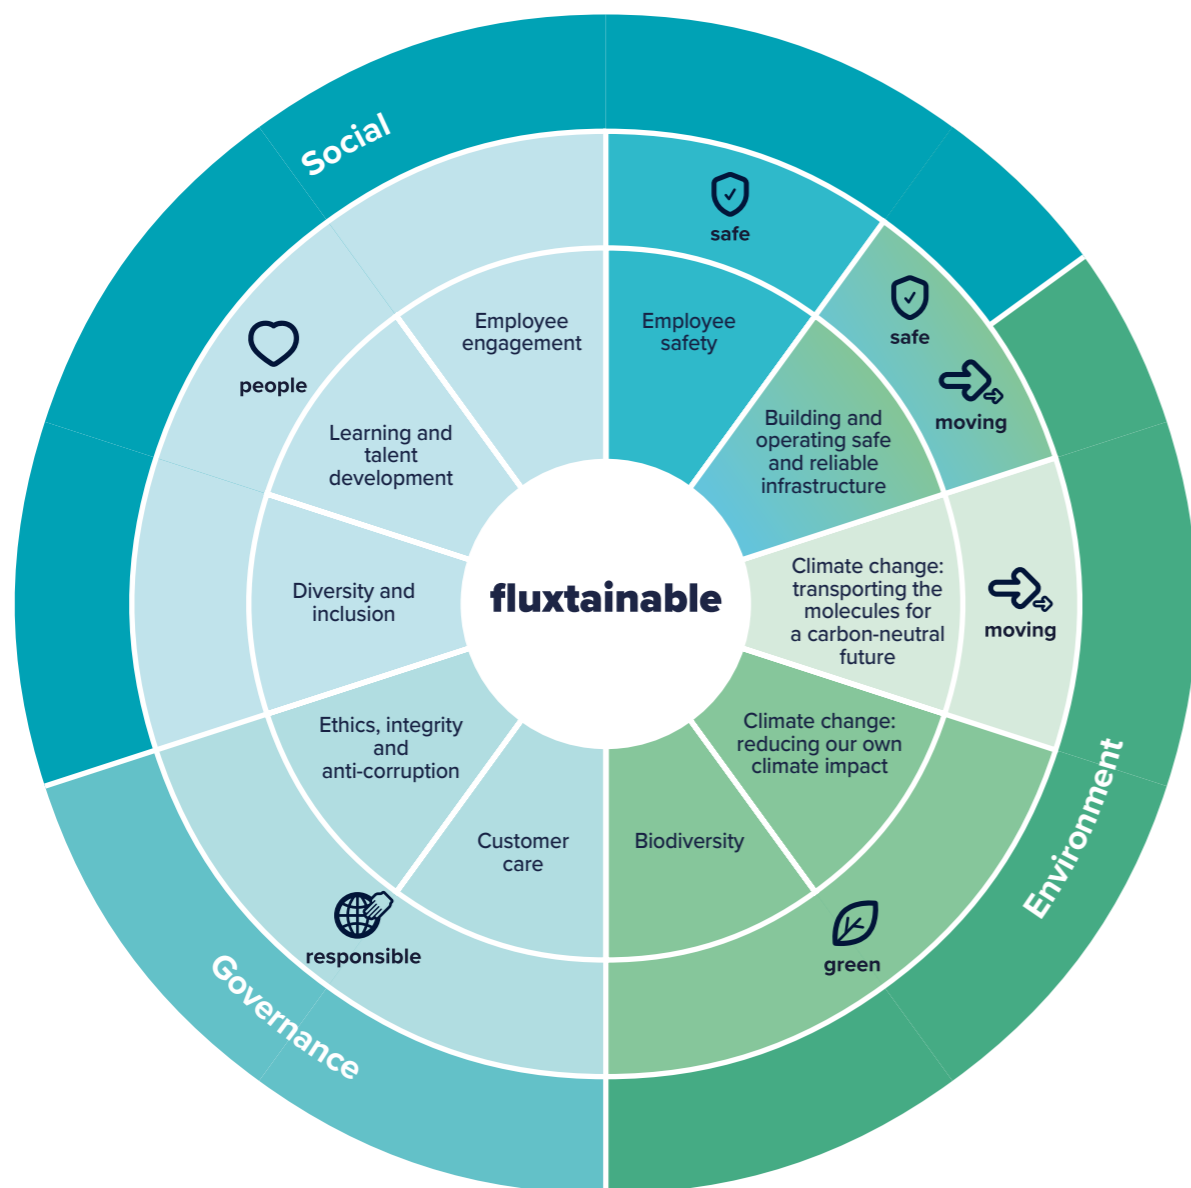 Social
safe
safe
moving
people
Employee
engagement
Employee
safety
Learning and
talent
development
Building and
operating safe
and reliable
infrastructure
Diversity and
inclusion
fluxtainable
Climate change:
transporting the
molecules for
a carbon-neutral
future
moving
Ethics, integrity
and
anti-corruption
Climate change:
reducing our own
climate impact
Customer
care
Biodiversity
responsible
green
Governance
Environment